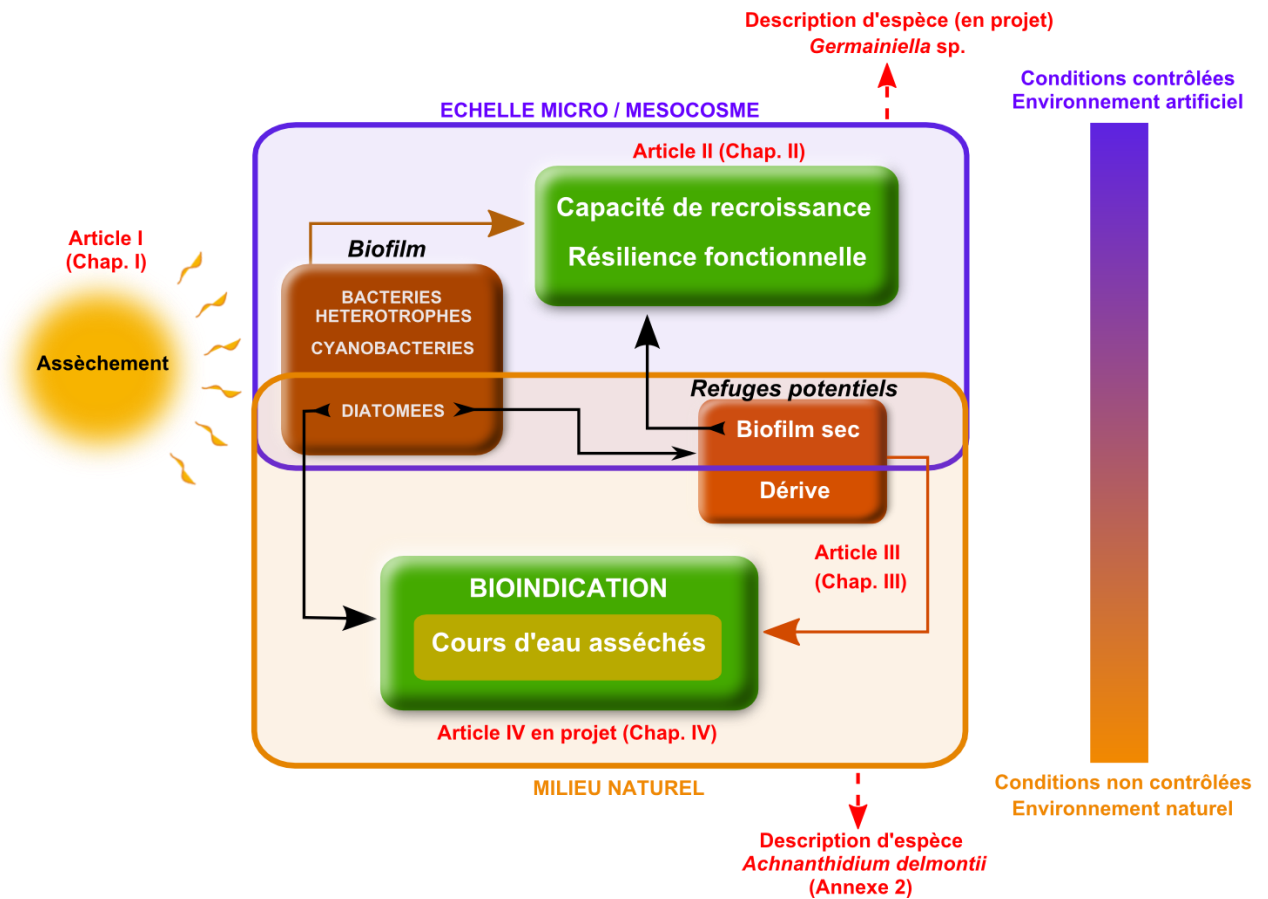 Description d'espèce (en projet)
Germainiella sp.
Conditions contrôlées
Environnement artificiel
ECHELLE MICRO / MESOCOSME
Article II (Chap. II)
Capacité de recroissance
Résilience fonctionnelle
Article I
(Chap. I)
Biofilm
BACTERIES
HETEROTROPHES
CYANOBACTERIES
Assèchement
Refuges potentiels
DIATOMEES
Biofilm sec
Dérive
Article III
(Chap. III)
BIOINDICATION
Cours d'eau asséchés
Article IV en projet (Chap. IV)
MILIEU NATUREL
Conditions non contrôlées
Environnement naturel
Description d'espèce
Achnanthidium delmontii
(Annexe 2)